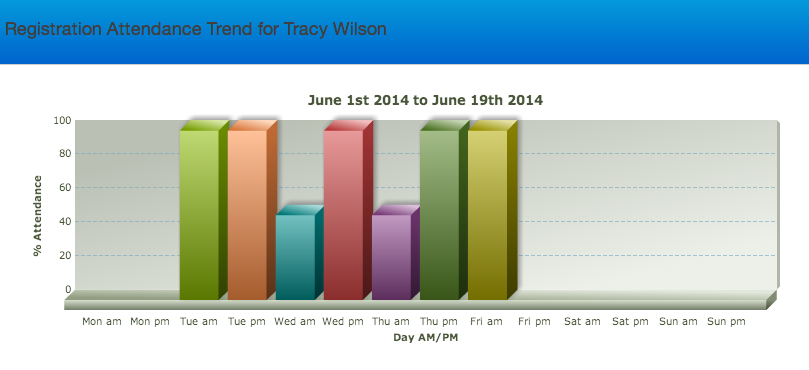 Registration Attendance Trend for Tracy Wilson
June 1st 2014 to June 19th 2014
100
80
60
40
20
0
% Attendance
Mon am Mon pm Tue am Tue pm Wed am Wed pm Thu am Thu pm Fri am Fri pm Sat am Sat pm Sun am Sun pm
Day AM/PM